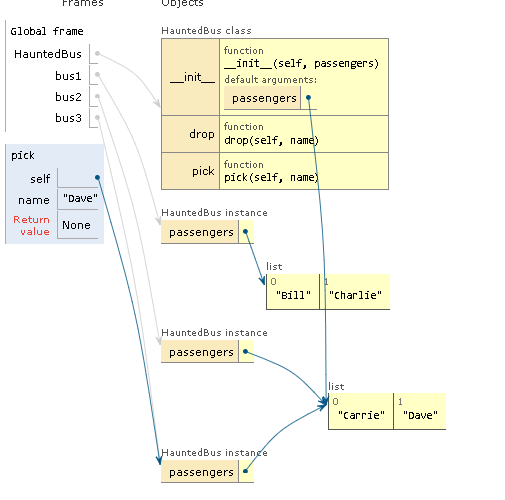 Frames Objects
Global frame
HauntedBus
bus1
bus2
bus3
pick
self
name "Dave"
Return
value None
HauntedBus class
__init__
function
__init__(self, passengers)
default arguments:
passengers
drop
function
drop(self, name)
pick
function
pick(self, name)
HauntedBus instance
passengers
list
0 1
"Bill" "Charlie"
HauntedBus instance
passengers
list
0 1
"Carrie" "Dave"
HauntedBus instance
passengers